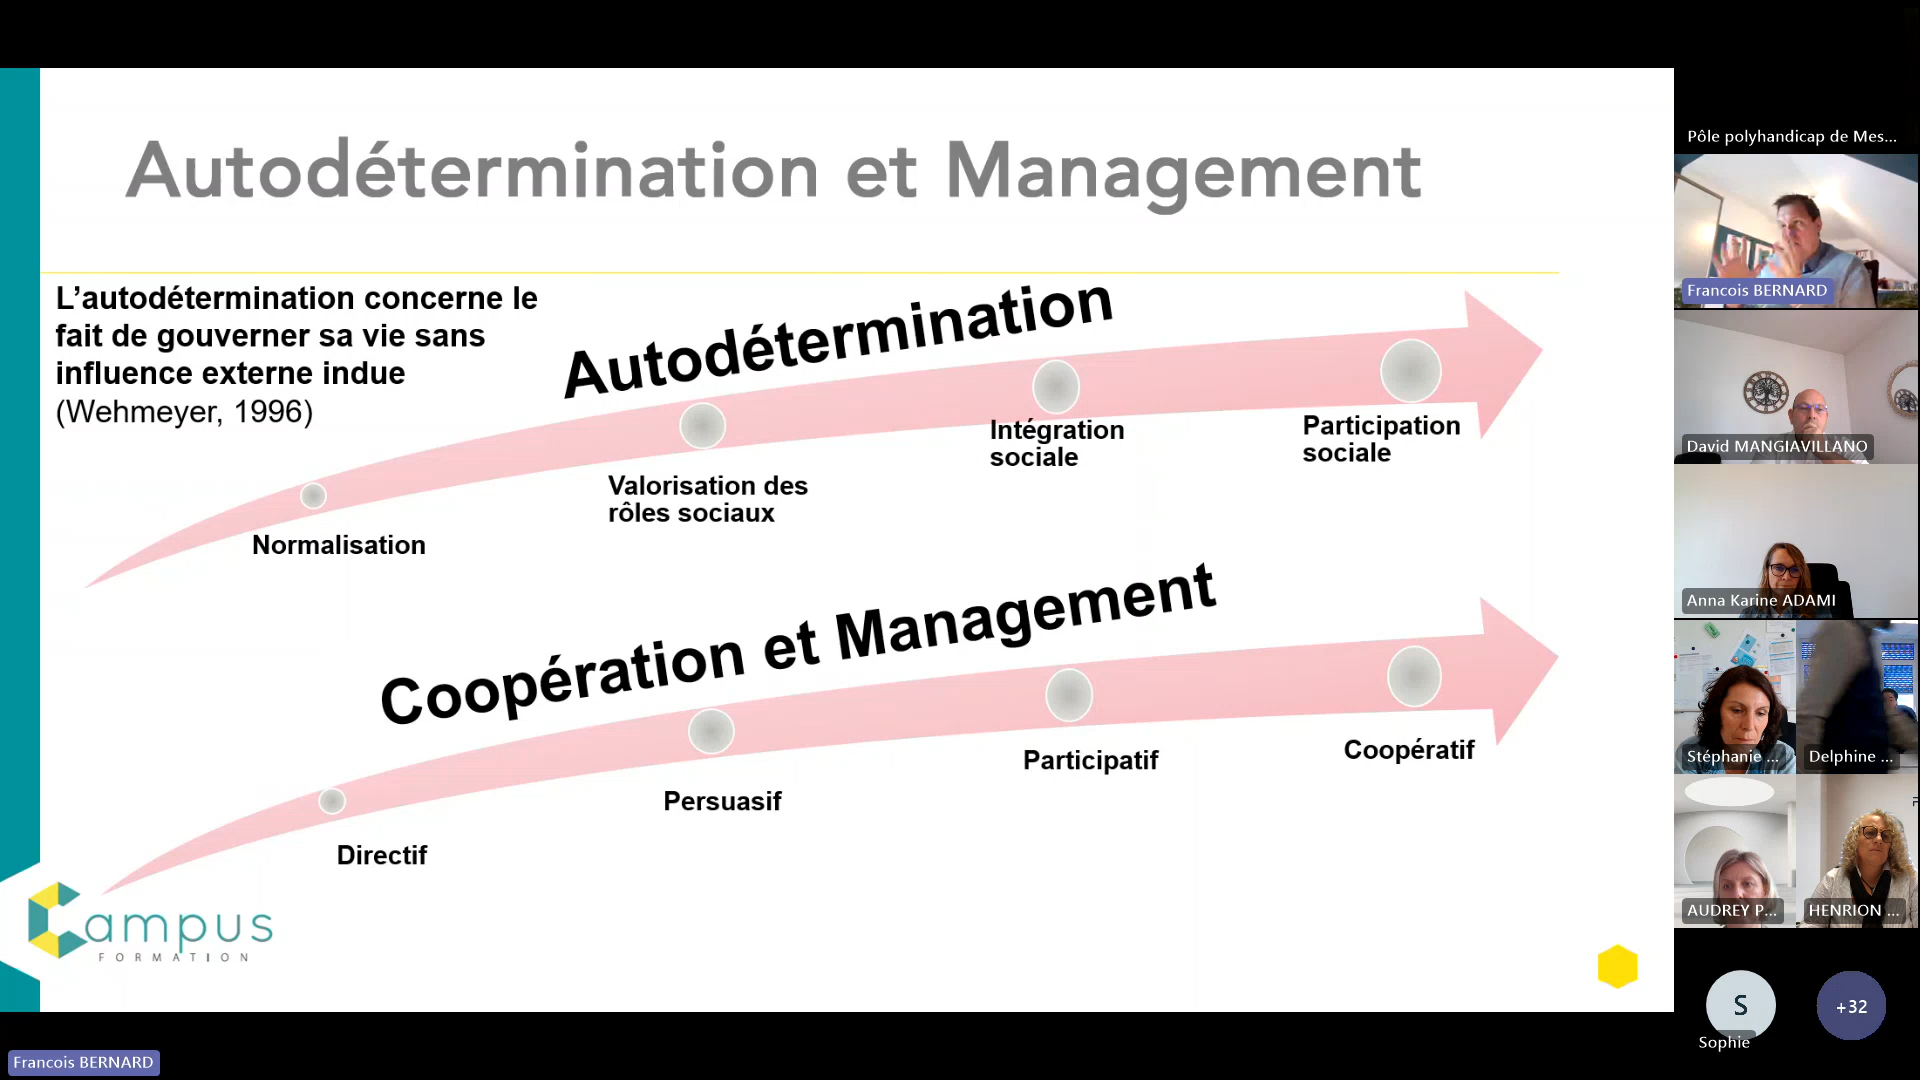 Autodétermination et Management
L’autodétermination concerne le
fait de gouverner sa vie sans
influence externe indue
(Wehmeyer, 1996)
Autodétermination
Normalisation
Valorisation des
rôles sociaux
Intégration
sociale
Participation
sociale
Coopération et Management
Directif
Persuasif
Participatif
Coopératif
Campus
FORMATION
Francois BERNARD
Pôle polyhandicap de Mes...
Francois BERNARD
David MANGIAVILLANO
Anna Karine ADAMI
Stéphanie ...
Delphine ...
AUDREY P...
HENRION ...
S
Sophie
+32